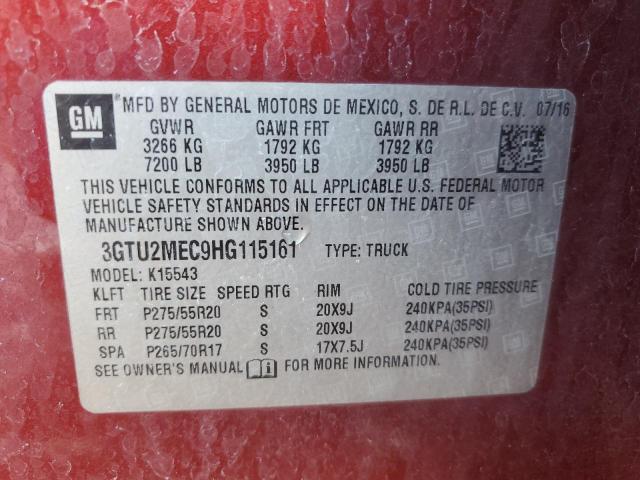 GM
MFD BY GENERAL MOTORS DE MEXICO, S. DE R.L. DE C.V. 07/16
GVWR GAWR FRT GAWR RR
3266 KG 1792 KG 1792 KG
7200 LB 3950 LB 3950 LB
THIS VEHICLE CONFORMS TO ALL APPLICABLE U.S. FEDERAL MOTOR
VEHICLE SAFETY STANDARDS IN EFFECT ON THE DATE OF
MANUFACTURE SHOWN ABOVE.
3GTU2MEC9HG115161 TYPE: TRUCK
MODEL: K15543
KLFT TIRE SIZE SPEED RTG RIM COLD TIRE PRESSURE
FRT P275/55R20 S 20X9J 240KPA(35PSI)
RR P275/55R20 S 20X9J 240KPA(35PSI)
SPA P265/70R17 S 17X7.5J 240KPA(35PSI)
SEE OWNER'S MANUAL FOR MORE INFORMATION.